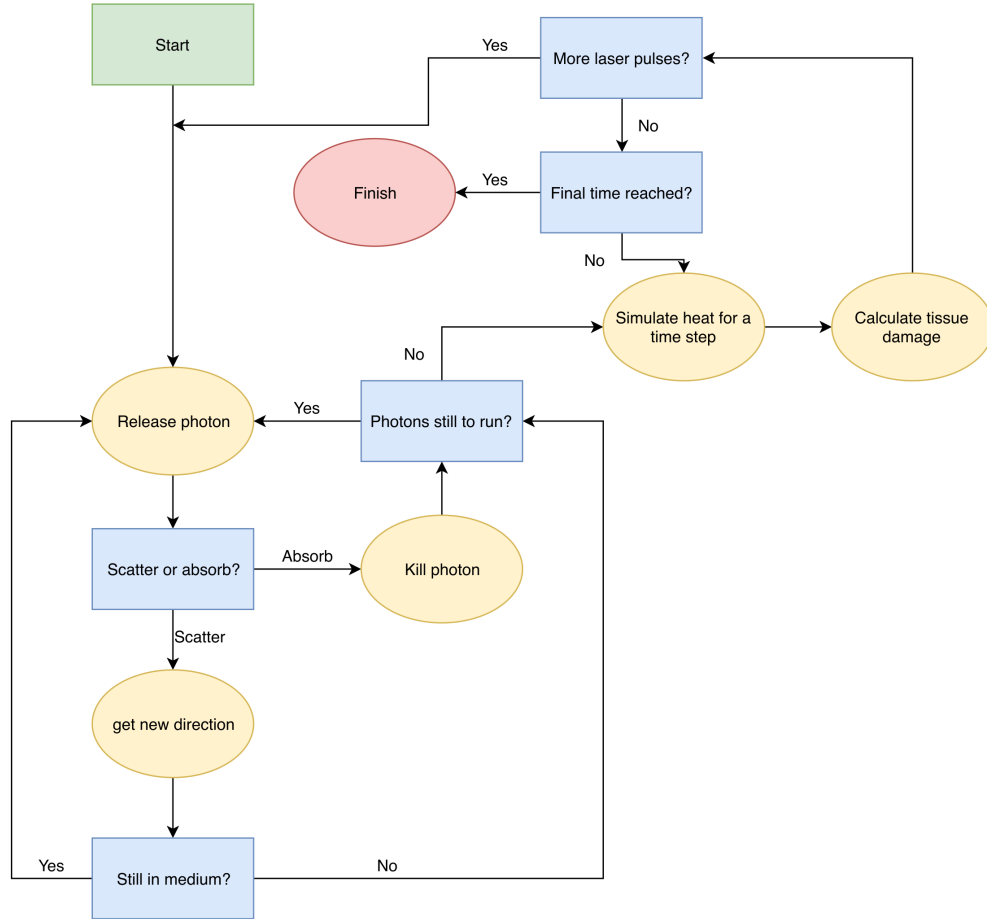 Start
Yes
More laser pulses?
No
Finish
Yes
Final time reached?
No
Simulate heat for a
time step
Calculate tissue
damage
No
Release photon
Yes
Photons still to run?
Scatter or absorb?
Absorb
Kill photon
Scatter
get new direction
Yes
Still in medium?
No